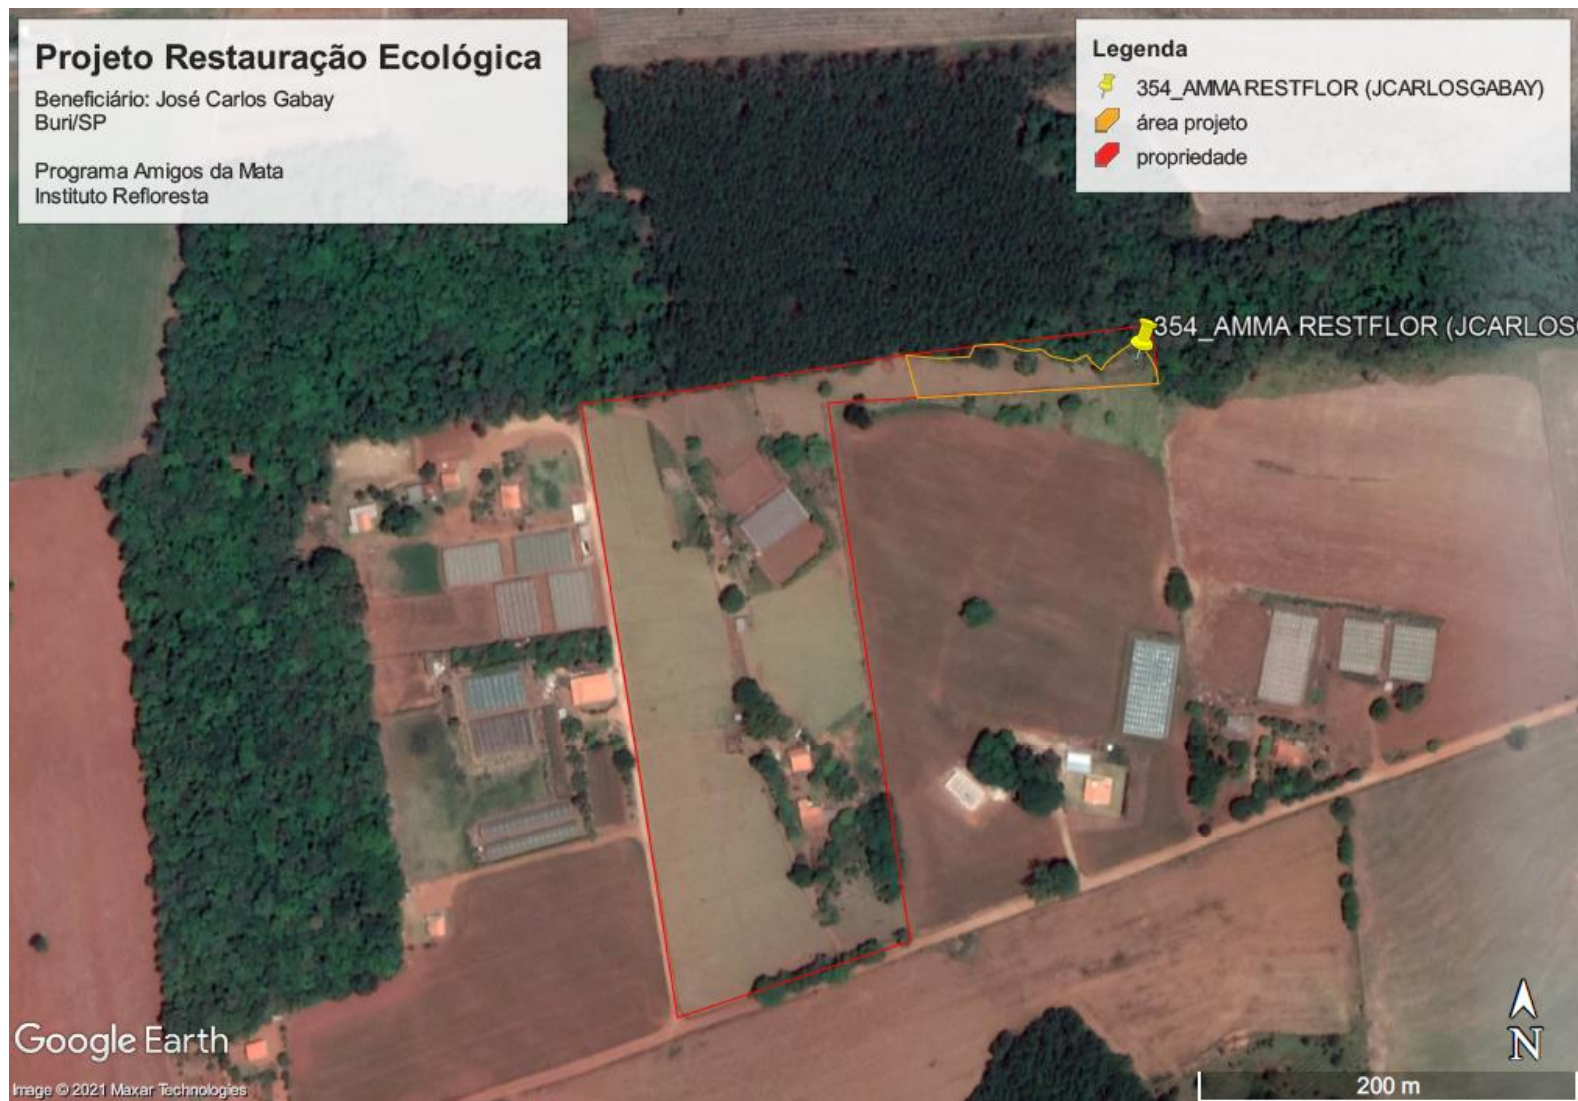 Projeto Restauração Ecológica
Beneficiário: José Carlos Gabay
Buri/SP
Programa Amigos da Mata
Instituto Refloresta
Legenda
354_AMMA RESTFLOR (JCARLOSGABAY)
área projeto
propriedade
354_AMMA RESTFLOR (JCARLOSG
Google Earth
Image © 2021 Maxar Technologies
N
200 m